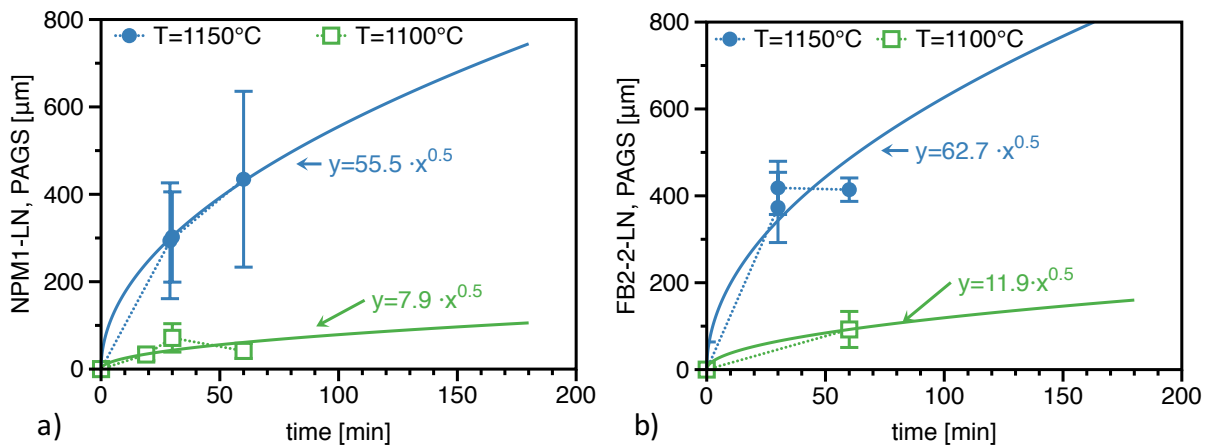 800
600
400
200
0
NPM1-LN, PAGS [µm]
T=1150°C
T=1100°C
y=55.5 ·x^0.5
y=7.9 ·x^0.5
0 50 100 150 200
time [min]
a)
800
600
400
200
0
FB2-2-LN, PAGS [µm]
T=1150°C
T=1100°C
y=62.7 ·x^0.5
y=11.9·x^0.5
0 50 100 150 200
time [min]
b)